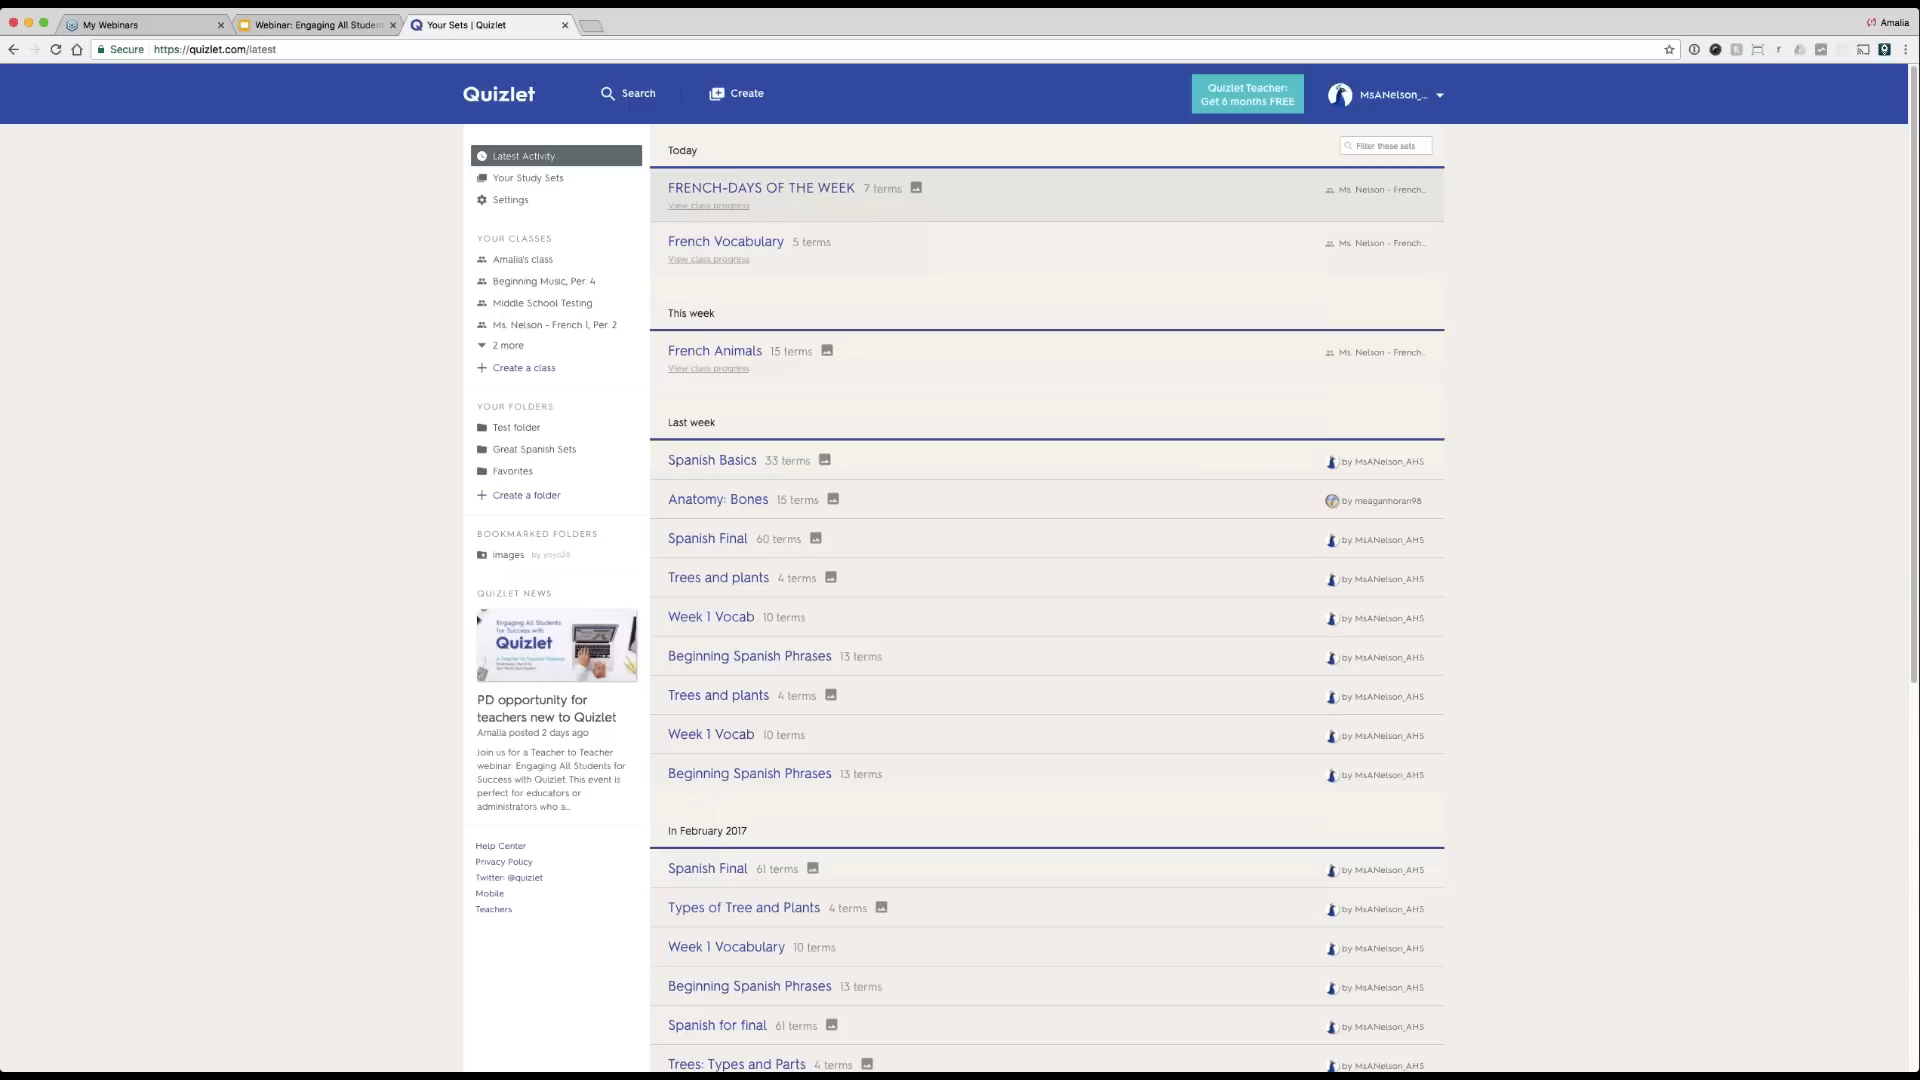 My Webinars
Webinar: Engaging All Studen
Your Sets | Quizlet
Amalia
Secure
https://quizlet.com/latest
Quizlet
Search
Create
Quizlet Teacher:
Get 6 months FREE
MsANelson_...
Latest Activity
Your Study Sets
Settings
YOUR CLASSES
Amalia's class
Beginning Music, Per. 4
Middle School Testing
Ms. Nelson - French 1, Per. 2
2 more
Create a class
YOUR FOLDERS
Test folder
Great Spanish Sets
Favorites
Create a folder
BOOKMARKED FOLDERS
images by yoyo26
QUIZLET NEWS
Engaging All Students
for Success with
Quizlet
A Teacher to Teacher Webinar
PD opportunity for
teachers new to Quizlet
Amalia posted 2 days ago
Join us for a Teacher to Teacher
webinar: Engaging All Students for
Success with Quizlet. This event is
perfect for educators or
administrators who a...
Help Center
Privacy Policy
Twitter: @quizlet
Mobile
Teachers
Today
Filter these sets
FRENCH-DAYS OF THE WEEK 7 terms
Ms. Nelson - French...
View class progress
French Vocabulary 5 terms
Ms. Nelson - French...
View class progress
This week
French Animals 15 terms
Ms. Nelson - French...
View class progress
Last week
Spanish Basics 33 terms
by MsANelson_AHS
Anatomy: Bones 15 terms
by meaganhoran98
Spanish Final 60 terms
by MsANelson_AHS
Trees and plants 4 terms
by MsANelson_AHS
Week 1 Vocab 10 terms
by MsANelson_AHS
Beginning Spanish Phrases 13 terms
by MsANelson_AHS
Trees and plants 4 terms
by MsANelson_AHS
Week 1 Vocab 10 terms
by MsANelson_AHS
Beginning Spanish Phrases 13 terms
by MsANelson_AHS
In February 2017
Spanish Final 61 terms
by MsANelson_AHS
Types of Tree and Plants 4 terms
by MsANelson_AHS
Week 1 Vocabulary 10 terms
by MsANelson_AHS
Beginning Spanish Phrases 13 terms
by MsANelson_AHS
Spanish for final 61 terms
by MsANelson_AHS
Trees: Types and Parts 4 terms
by MsANelson_AHS